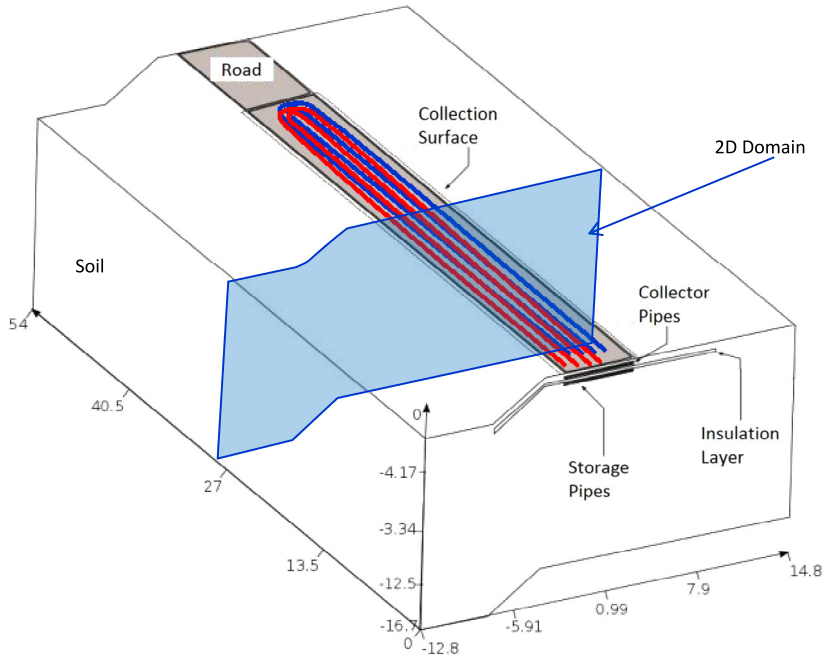 Road
Collection
Surface
2D Domain
Soil
Collector
Pipes
54
40.5
0
Insulation
Layer
Storage
Pipes
-4.17
27
-3.34
13.5
-12.5
14.8
7.9
0.99
-5.91
-16.7
0
-12.8